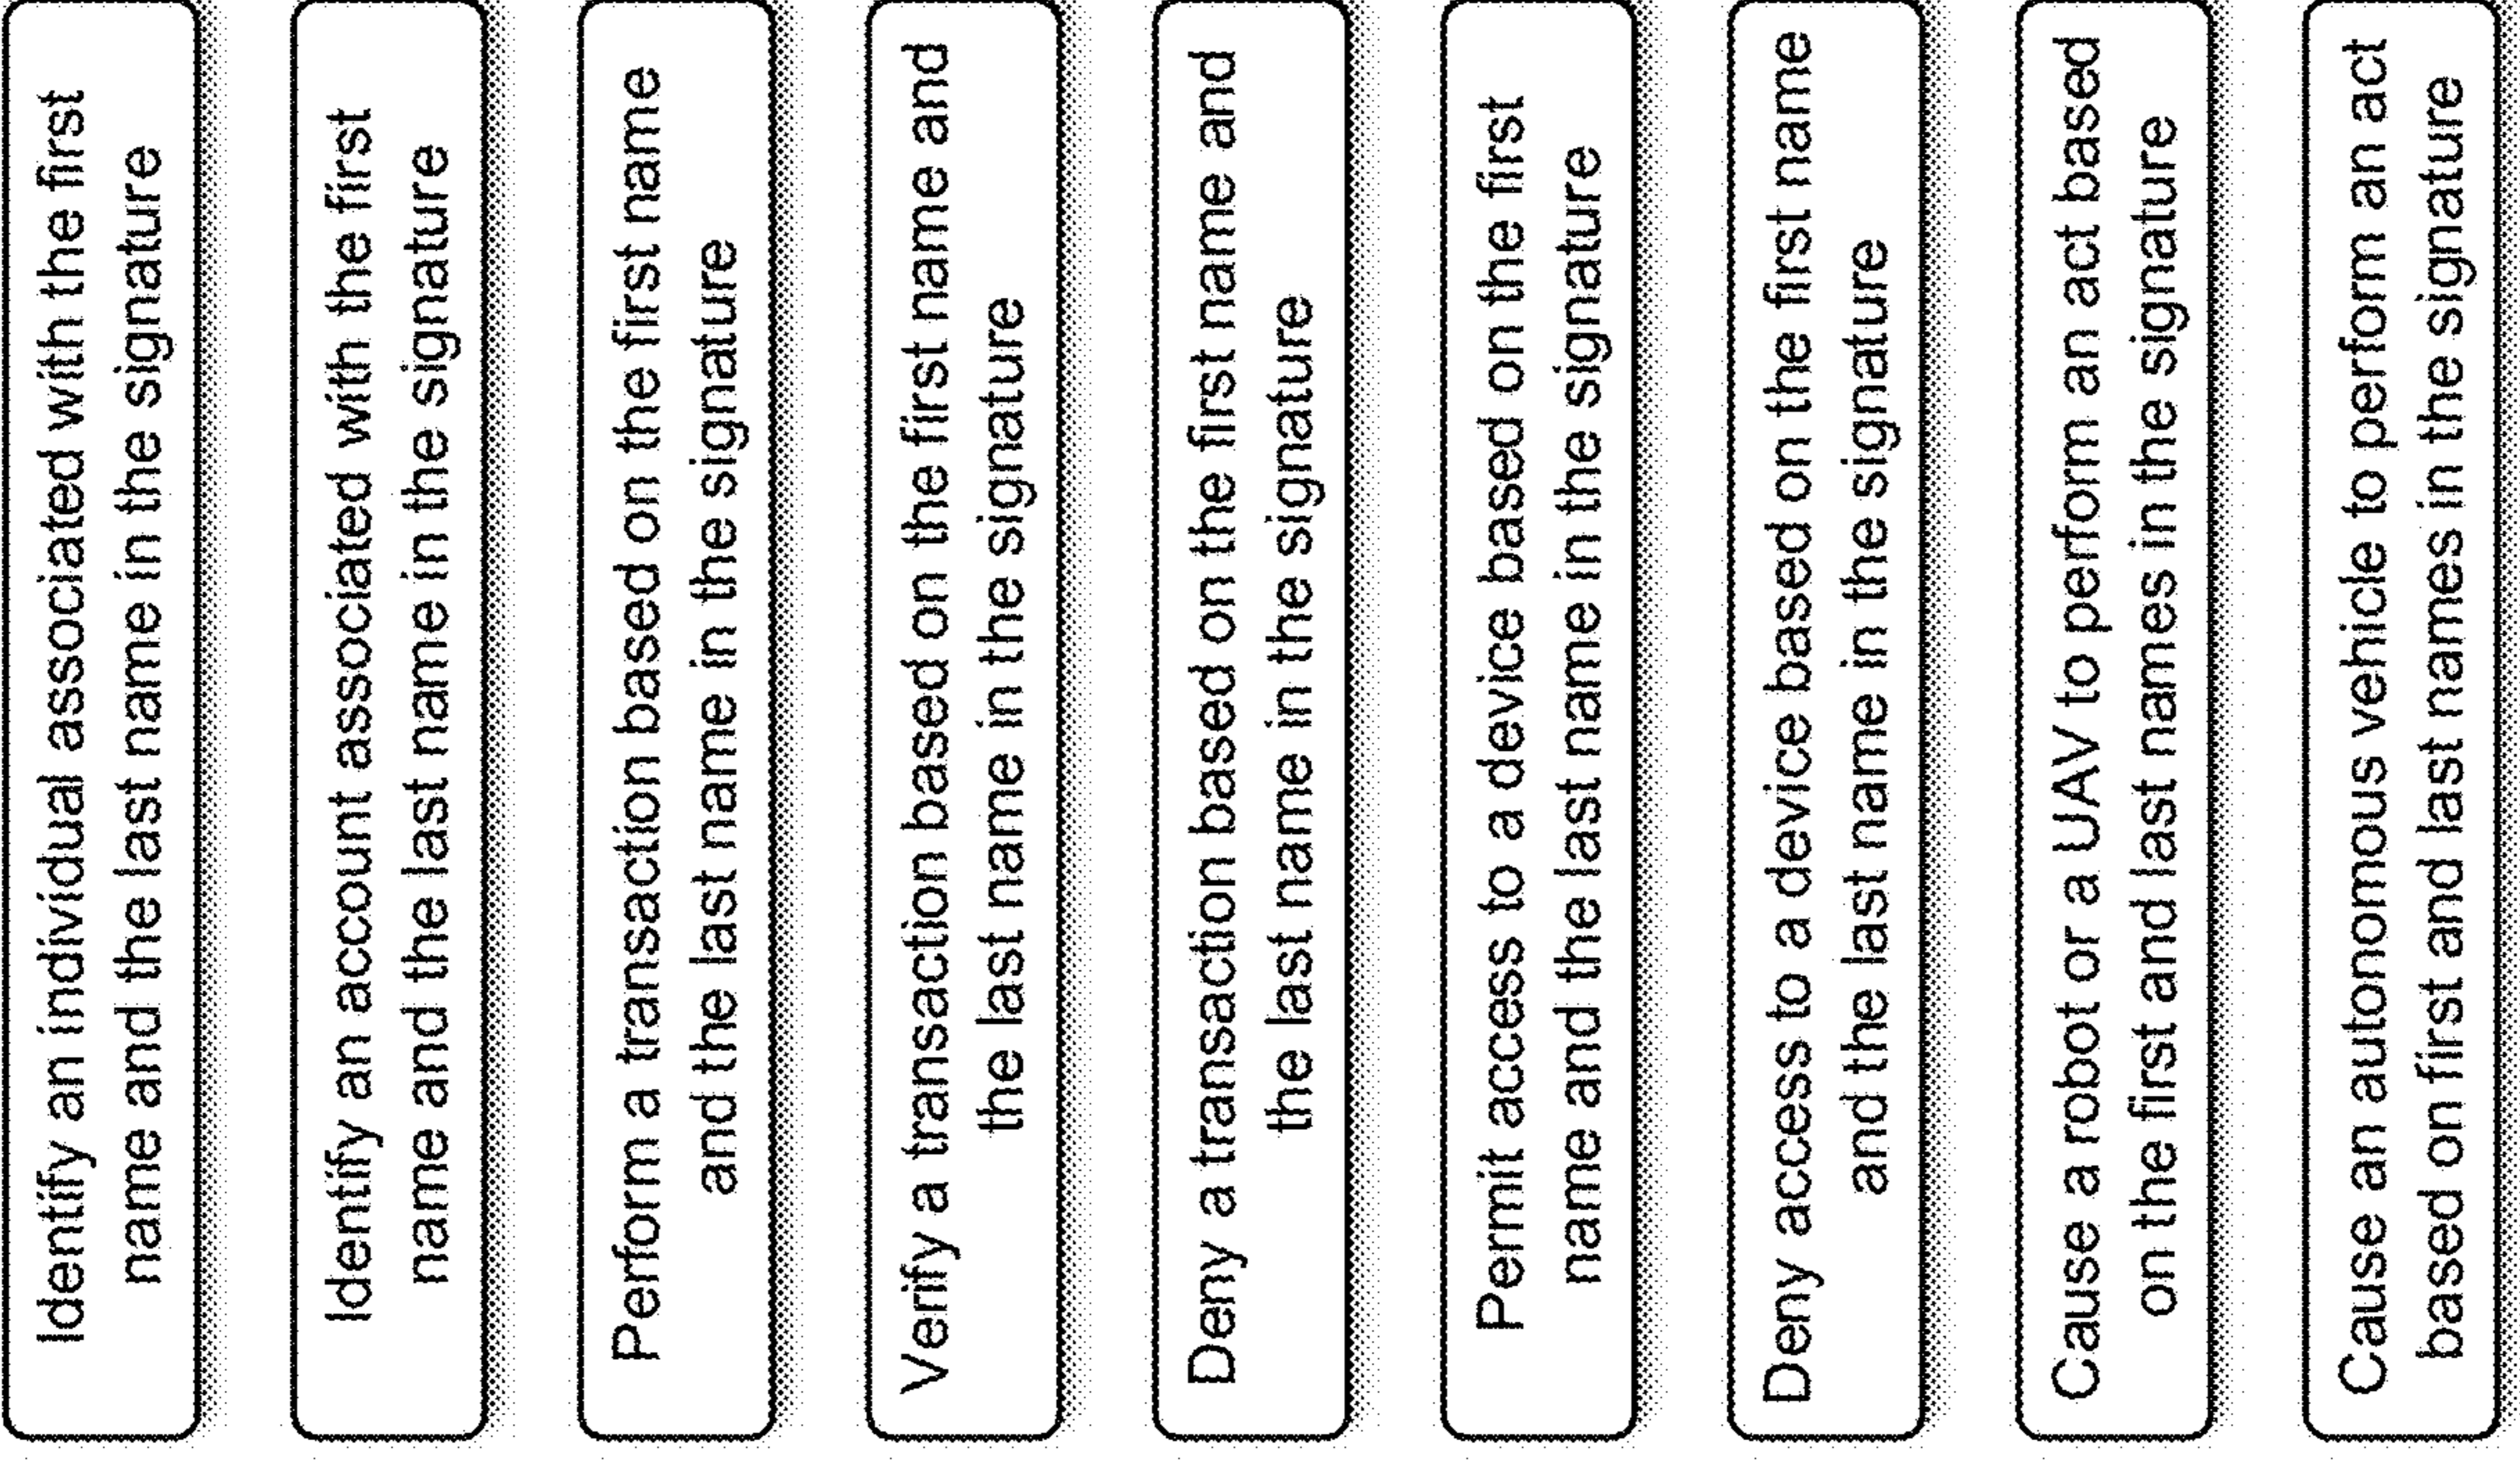 Identify an individual associated with the first
name and the last name in the signature
Identify an account associated with the first
name and the last name in the signature
Perform a transaction based on the first name
and the last name in the signature
Verify a transaction based on the first name and
the last name in the signature
Deny a transaction based on the first name and
the last name in the signature
Permit access to a device based on the first
name and the last name in the signature
Deny access to a device based on the first name
and the last name in the signature
Cause a robot or a UAV to perform an act based
on the first and last names in the signature
Cause an autonomous vehicle to perform an act
based on first and last names in the signature